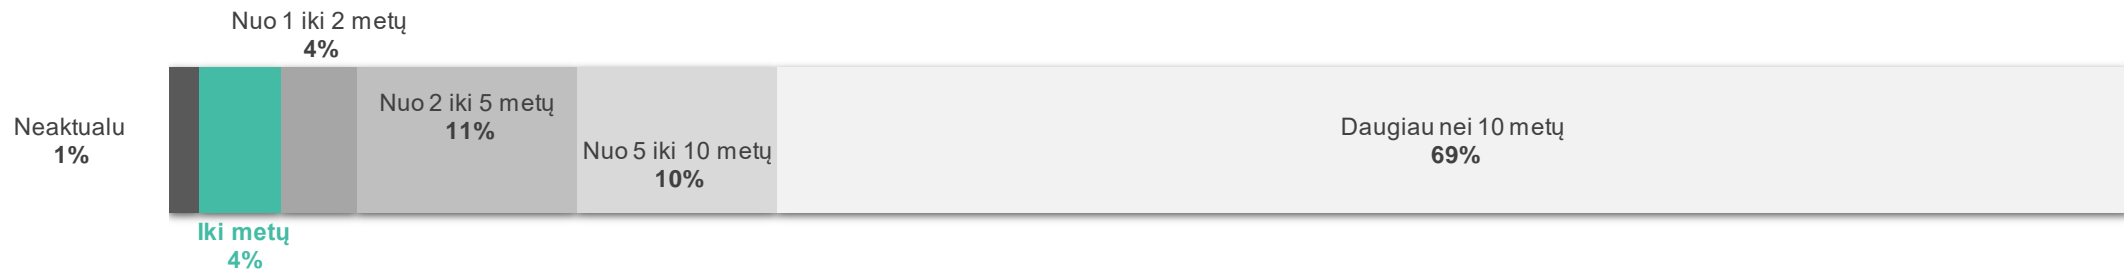 Neaktualu
1%
Iki metų
4%
Nuo 1 iki 2 metų
4%
Nuo 2 iki 5 metų
11%
Nuo 5 iki 10 metų
10%
Daugiau nei 10 metų
69%